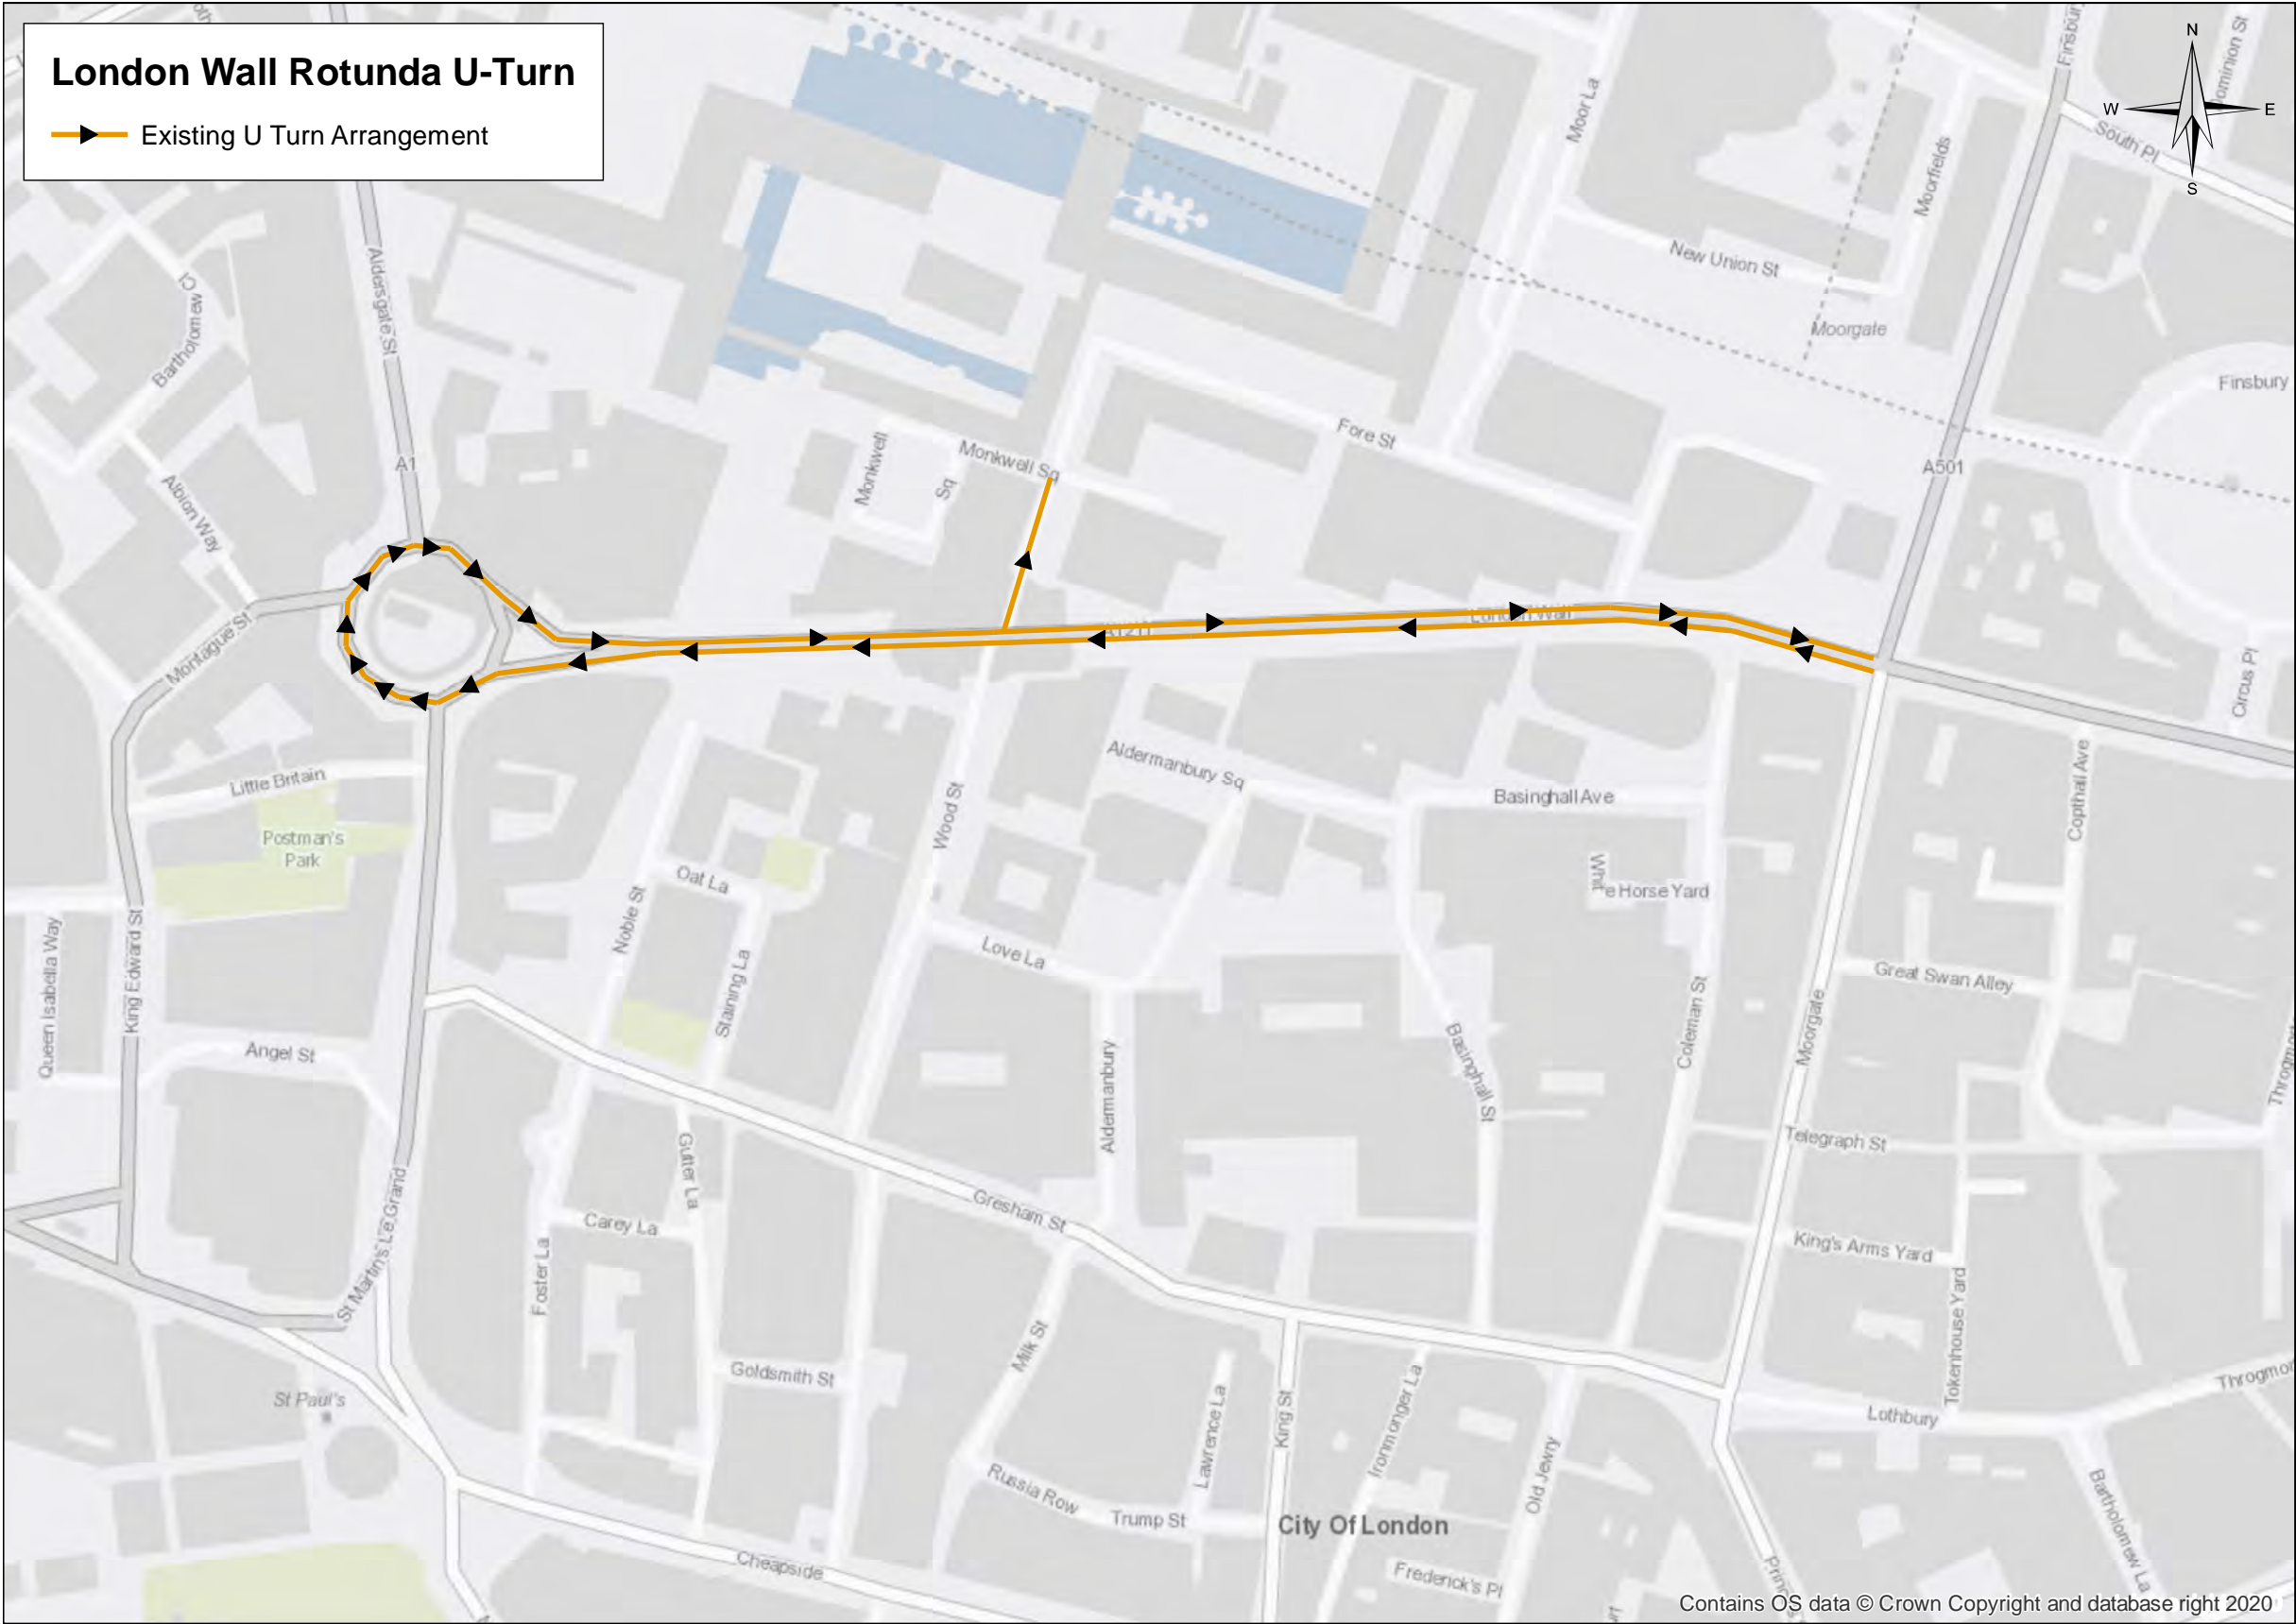 London Wall Rotunda U-Turn
Existing U Turn Arrangement
N
W
E
S
Dominion St
South Pl
Moor La
Moorfields
New Union St
Moorgate
Finsbury
Aldersgate St
Bartholomew Cl
A1
A501
Albion Way
Monkwell Sq
Monkwell
Sq
Fore St
London Wall
A1211
Montague St
Circus Pl
Aldermanbury Sq
Basinghall Ave
Copthall Ave
Little Britain
Postman's
Park
Wood St
Oat La
White Horse Yard
Noble St
Love La
Staining La
Great Swan Alley
Queen Isabella Way
King Edward St
Angel St
Aldermanbury
Basinghall St
Coleman St
Moorgate
Telegraph St
Gutter La
St Martin's Le Grand
Carey La
Gresham St
King's Arms Yard
Foster La
Tokenhouse Yard
Milk St
Goldsmith St
St Paul's
Lawrence La
King St
Ironmonger La
Old Jewry
Lothbury
Throgmor
Russia Row
Trump St
City Of London
Bartholomew La
Cheapside
Frederick's Pl
Princ
Contains OS data © Crown Copyright and database right 2020